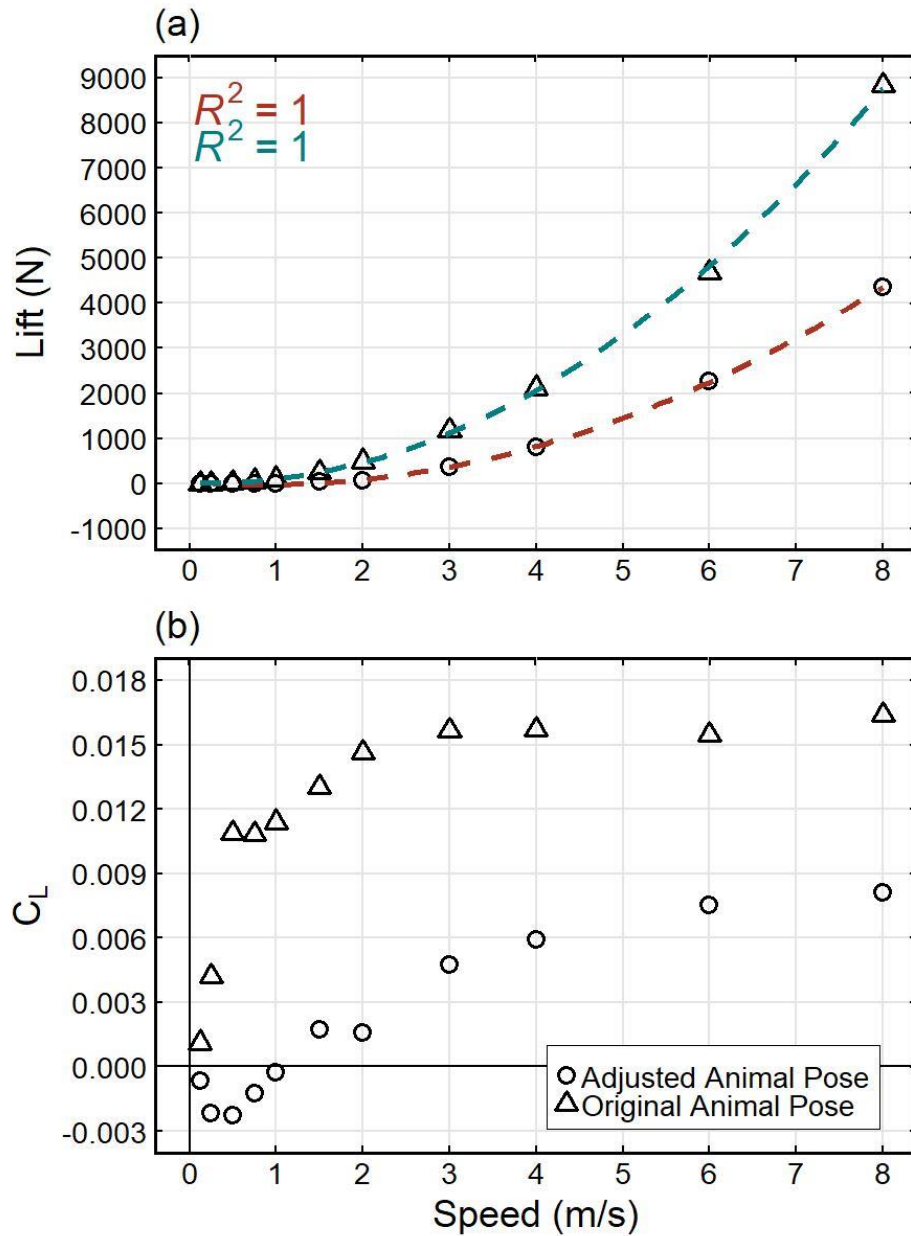 (a)
R² = 1
R² = 1
Lift (N)
9000
8000
7000
6000
5000
4000
3000
2000
1000
0
-1000
0 1 2 3 4 5 6 7 8
(b)
C_L
0.018
0.015
0.012
0.009
0.006
0.003
0.000
-0.003
Adjusted Animal Pose
Original Animal Pose
0 1 2 3 4 5 6 7 8
Speed (m/s)